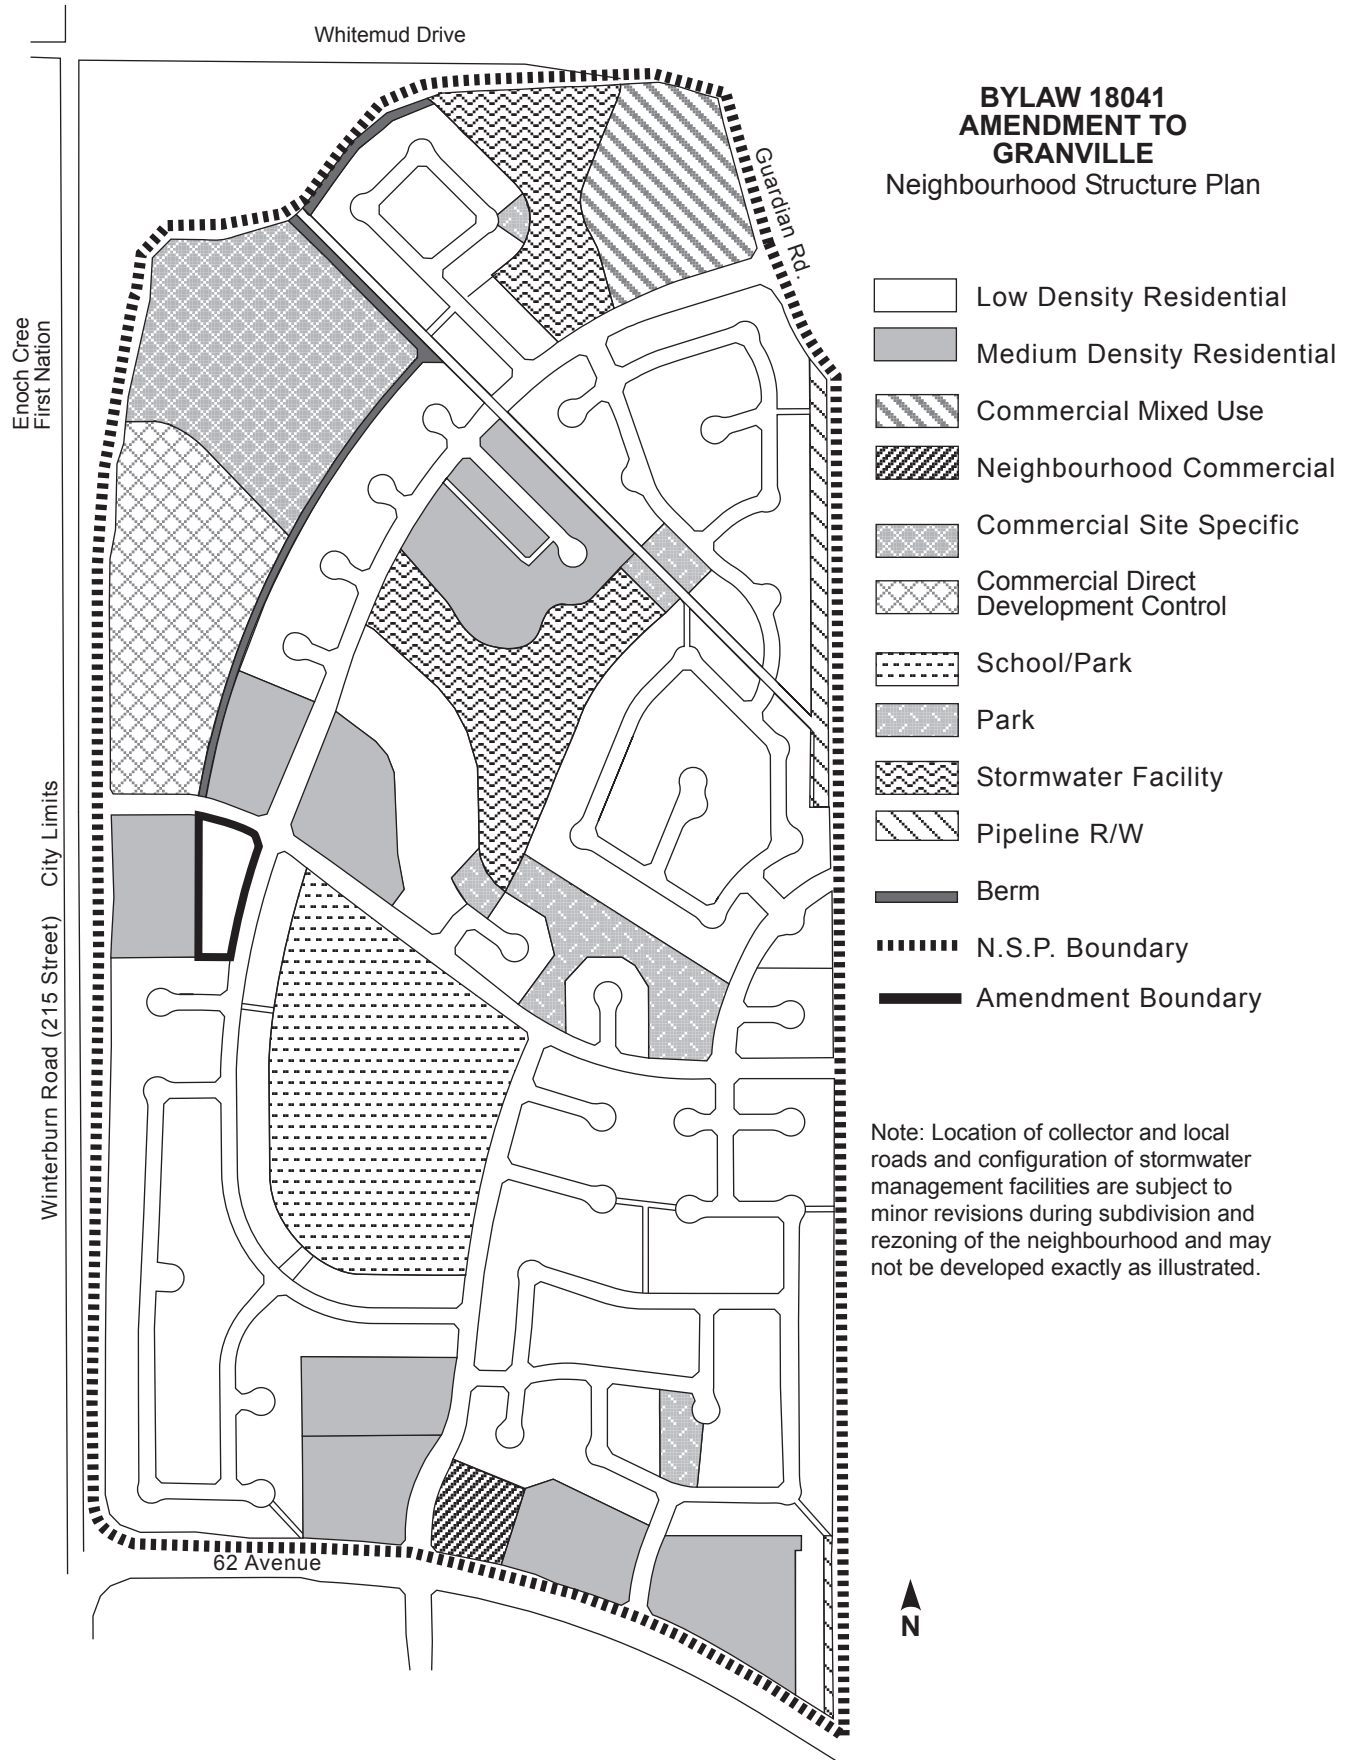 Whitemud Drive
BYLAW 18041
AMENDMENT TO
GRANVILLE
Neighbourhood Structure Plan
Guardian Rd.
Enoch Cree
First Nation
Winterburn Road (215 Street) City Limits
62 Avenue
Low Density Residential
Medium Density Residential
Commercial Mixed Use
Neighbourhood Commercial
Commercial Site Specific
Commercial Direct
Development Control
School/Park
Park
Stormwater Facility
Pipeline R/W
Berm
N.S.P. Boundary
Amendment Boundary
Note: Location of collector and local
roads and configuration of stormwater
management facilities are subject to
minor revisions during subdivision and
rezoning of the neighbourhood and may
not be developed exactly as illustrated.
N